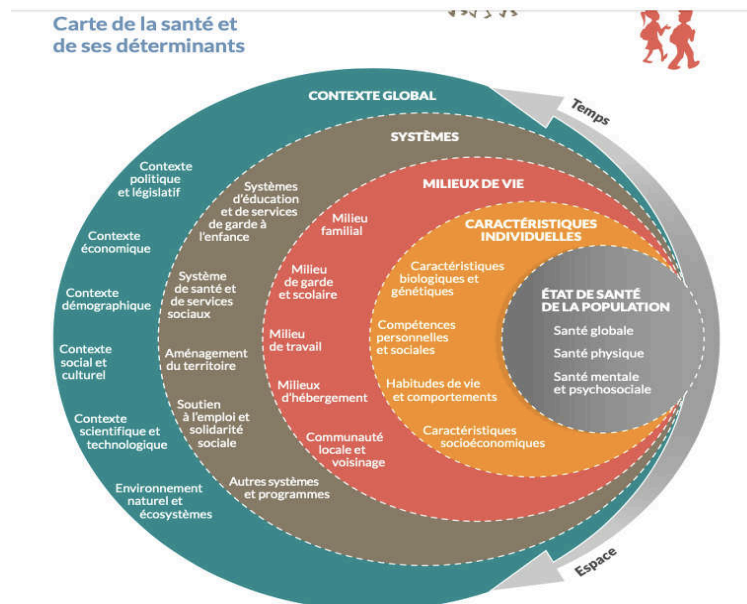 Carte de la santé et
de ses déterminants
CONTEXTE GLOBAL
Contexte
politique
et législatif
Contexte
économique
Contexte
démographique
Contexte
social et
culturel
Contexte
scientifique et
technologique
Environnement
naturel et
écosystèmes
SYSTÈMES
Systèmes
d'éducation
et de services
de garde à
l'enfance
Système
de santé et
de services
sociaux
Aménagement
du territoire
Soutien
à l'emploi et
solidarité
sociale
Autres systèmes
et programmes
MILIEUX DE VIE
Milieu
familial
Milieu
de garde
et scolaire
Milieu
de travail
Milieux
d'hébergement
Communauté
locale et
voisinage
CARACTÉRISTIQUES
INDIVIDUELLES
Caractéristiques
biologiques et
génétiques
Compétences
personnelles
et sociales
Habitudes de vie
et comportements
Caractéristiques
socioéconomiques
ÉTAT DE SANTÉ
DE LA POPULATION
Santé globale
Santé physique
Santé mentale
et psychosociale
Temps
Espace